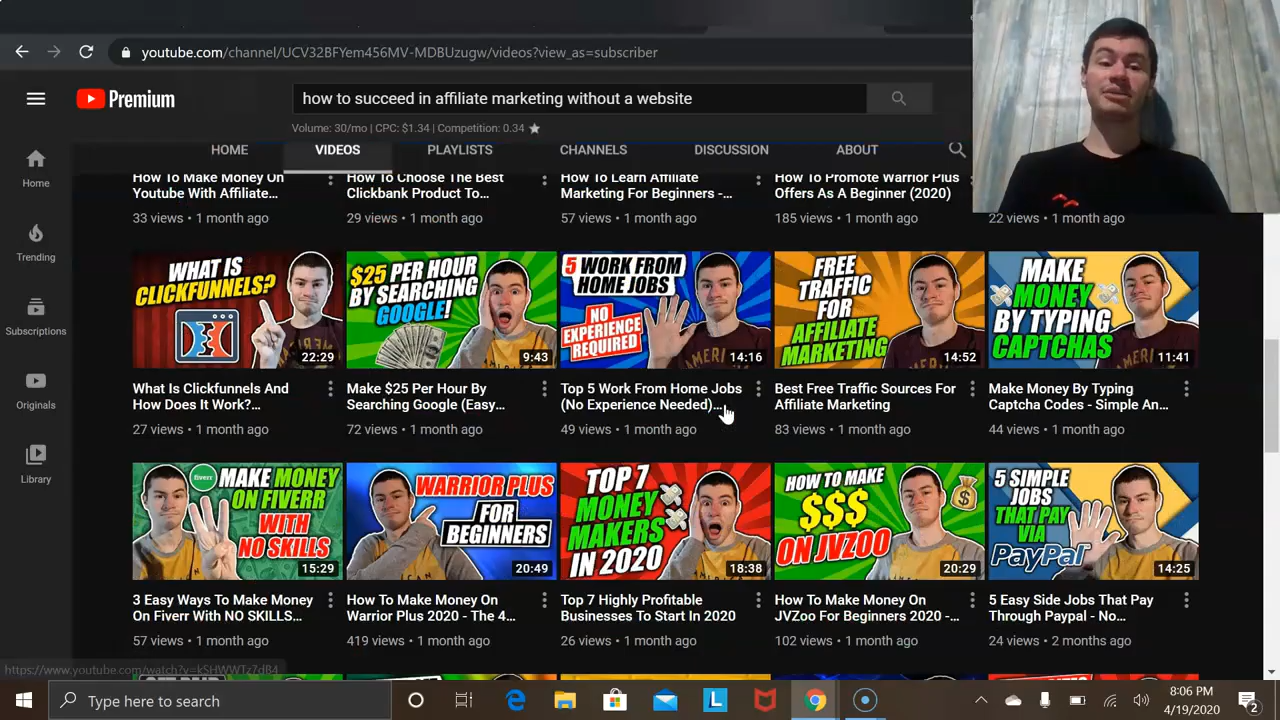 youtube.com/channel/UCV32BFYem456MV-MDBUzugw/videos?view_as=subscriber
Premium
how to succeed in affiliate marketing without a website
Volume: 30/mo | CPC: $1.34 | Competition: 0.34
HOME VIDEOS PLAYLISTS CHANNELS DISCUSSION ABOUT
Home
Trending
Subscriptions
Originals
Library
How To Make Money On
Youtube With Affiliate...
33 views • 1 month ago
How To Choose The Best
Clickbank Product To...
29 views • 1 month ago
How To Learn Affiliate
Marketing For Beginners -...
57 views • 1 month ago
How To Promote Warrior Plus
Offers As A Beginner (2020)
185 views • 1 month ago
22 views • 1 month ago
WHAT IS
CLICKFUNNELS?
22:29
What Is Clickfunnels And
How Does It Work?...
27 views • 1 month ago
$25 PER HOUR
BY SEARCHING
GOOGLE!
9:43
Make $25 Per Hour By
Searching Google (Easy...
72 views • 1 month ago
5 WORK FROM
HOME JOBS
NO
EXPERIENCE
REQUIRED
14:16
Top 5 Work From Home Jobs
(No Experience Needed)...
49 views • 1 month ago
FREE
TRAFFIC
FOR
AFFILIATE
MARKETING
14:52
Best Free Traffic Sources For
Affiliate Marketing
83 views • 1 month ago
MAKE
MONEY
BY TYPING
CAPTCHAS
11:41
Make Money By Typing
Captcha Codes - Simple An...
44 views • 1 month ago
fiverr
MAKE MONEY
ON FIVERR
WITH
NO SKILLS
15:29
3 Easy Ways To Make Money
On Fiverr With NO SKILLS...
57 views • 1 month ago
WARRIOR PLUS
FOR
BEGINNERS
20:49
How To Make Money On
Warrior Plus 2020 - The 4...
419 views • 1 month ago
TOP 7
MONEY
MAKERS
IN 2020
18:38
Top 7 Highly Profitable
Businesses To Start In 2020
26 views • 1 month ago
HOW TO MAKE
$$$
ON JVZOO
20:29
How To Make Money On
JVZoo For Beginners 2020 -...
102 views • 1 month ago
5 SIMPLE
JOBS
THAT PAY
VIA
PayPal
14:25
5 Easy Side Jobs That Pay
Through Paypal - No...
24 views • 2 months ago
https://www.youtube.com/watch?v=kSHWWTz7d84
Type here to search
8:06 PM
4/19/2020
2